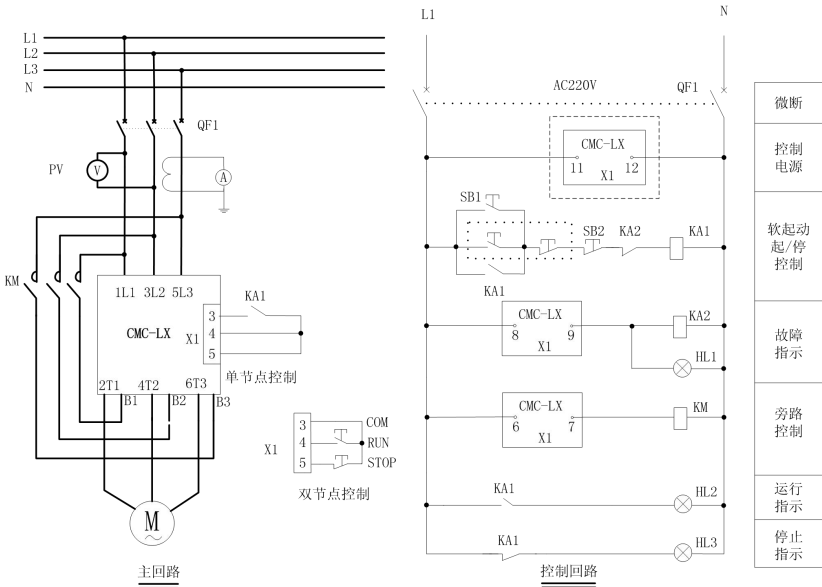 L1
L2
L3
N
QF1
PV
V
A
KM
1L1 3L2 5L3
CMC-LX
X1
3
4
5
KA1
单节点控制
2T1 4T2 6T3
B1 B2 B3
X1
3
4
5
COM
RUN
STOP
双节点控制
M
主回路
L1
N
AC220V
QF1
CMC-LX
11 12
X1
SB1
SB2 KA2 KA1
KA1
CMC-LX
8 9
X1
KA2
HL1
CMC-LX
6 7
X1
KM
KA1
HL2
KA1
HL3
控制回路
微断
控制
电源
软起动
起/停
控制
故障
指示
旁路
控制
运行
指示
停止
指示